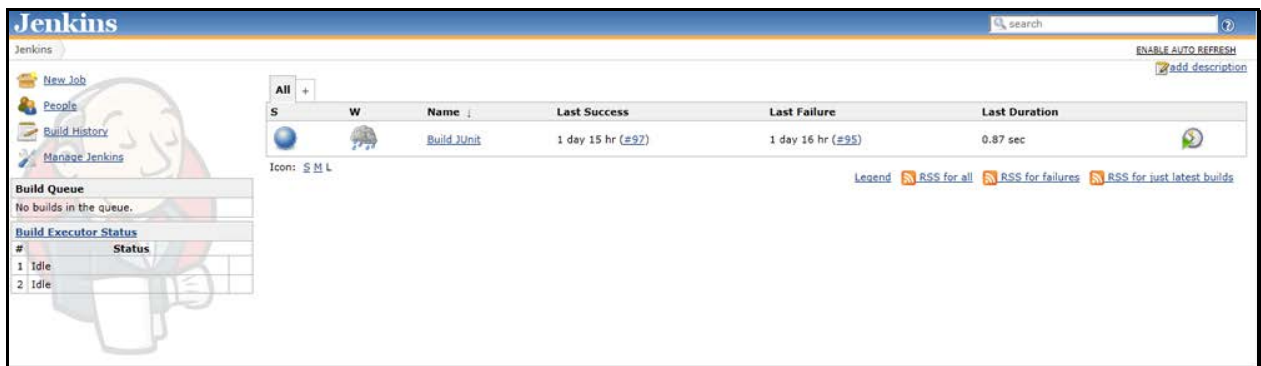 Jenkins
search
Jenkins
ENABLE AUTO REFRESH
add description
New Job
People
Build History
Manage Jenkins
All +
S W Name ↓ Last Success Last Failure Last Duration
Build JUnit 1 day 15 hr (#97) 1 day 16 hr (#95) 0.87 sec
Icon: S M L
Legend RSS for all RSS for failures RSS for just latest builds
Build Queue
No builds in the queue.
Build Executor Status
# Status
1 Idle
2 Idle